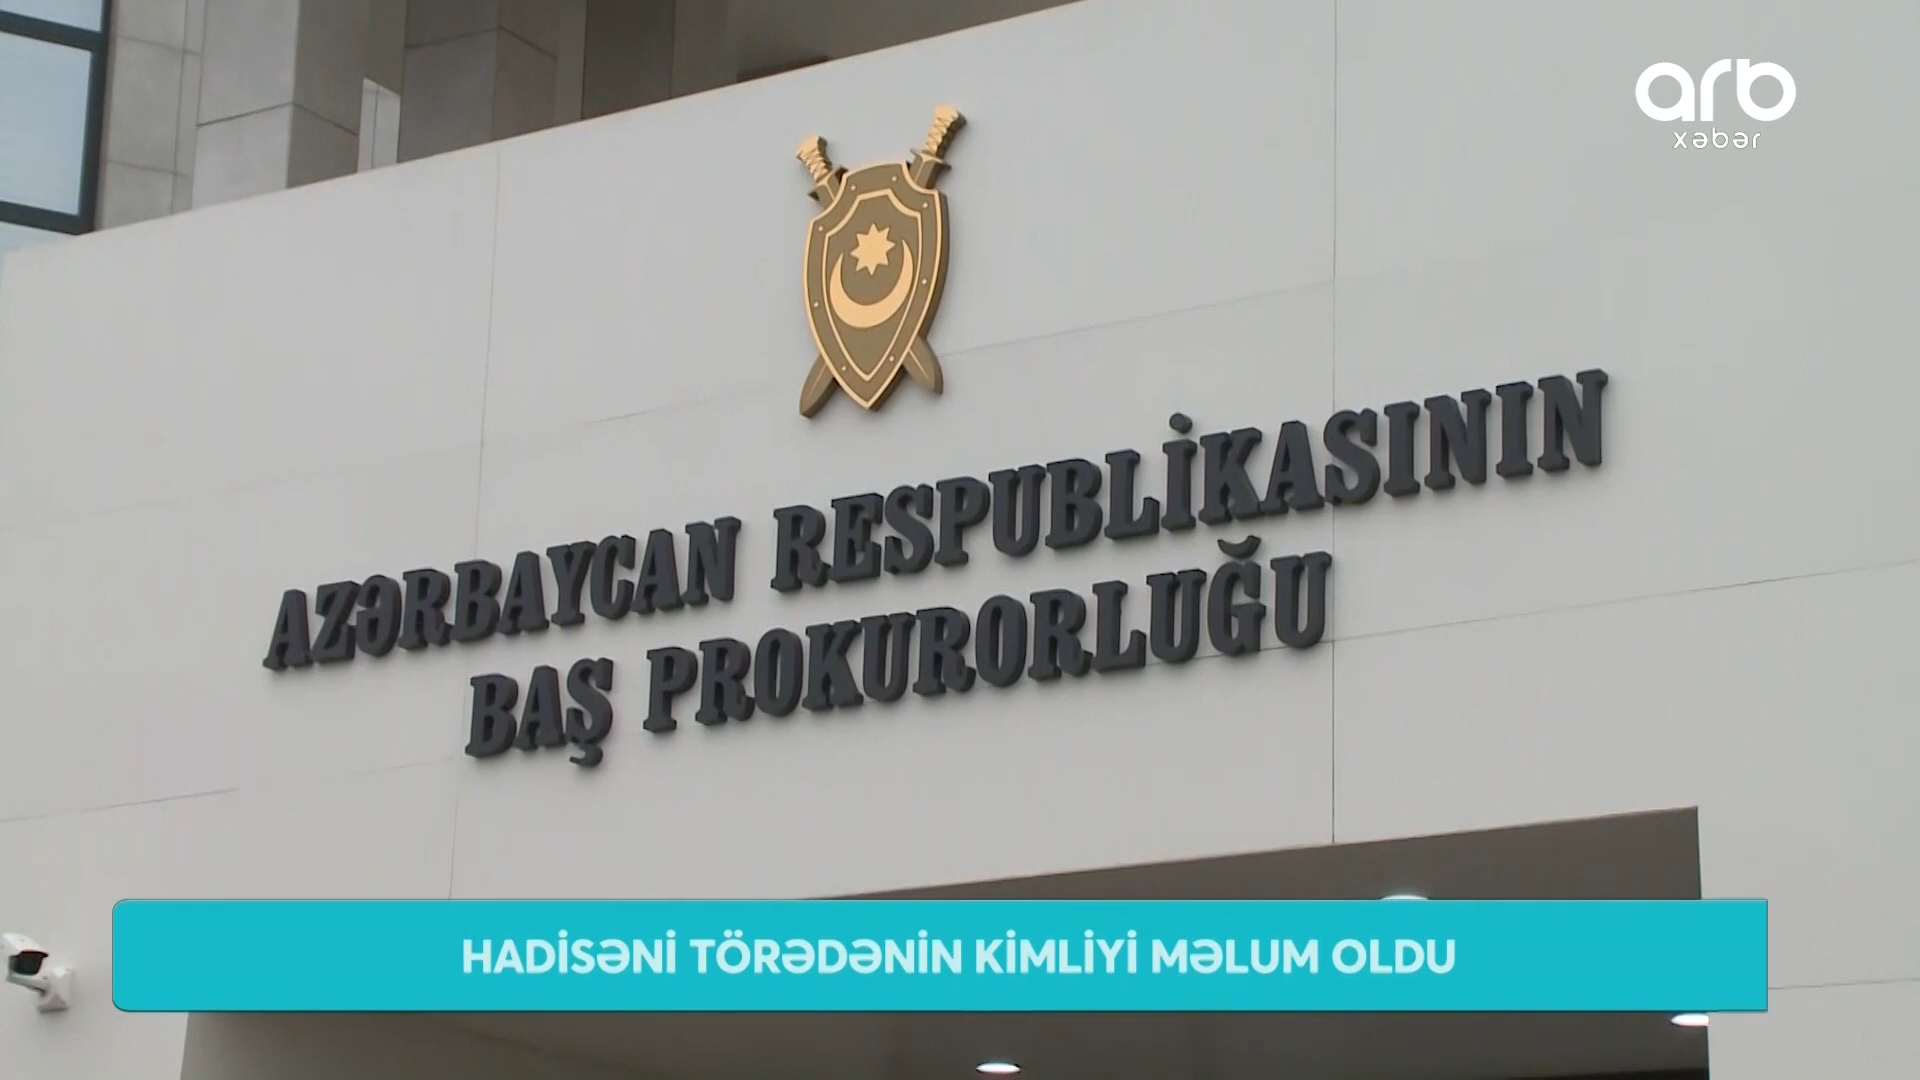 arb
xəbər
AZƏRBAYCAN RESPUBLİKASININ
BAŞ PROKURORLUĞU
HADİSƏNİ TÖRƏDƏNİN KİMLİYİ MƏLUM OLDU